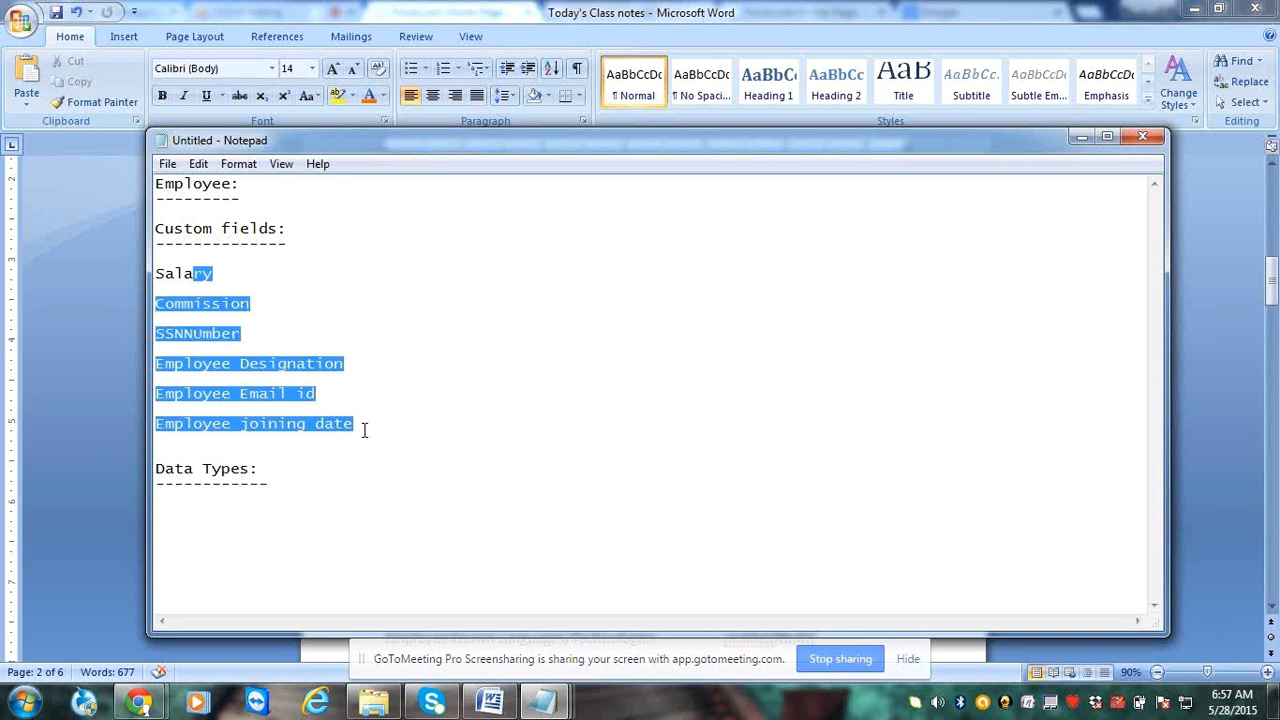 Today's Class notes - Microsoft Word
Home Insert Page Layout References Mailings Review View
Paste
Cut
Copy
Format Painter
Clipboard
Calibri (Body) 14
Font
Paragraph
AaBbCcDc AaBbCcDc AaBbC AaBbCc AaB AaBbCc. AaBbCcDc AaBbCcDc
¶ Normal ¶ No Spaci... Heading 1 Heading 2 Title Subtitle Subtle Em... Emphasis
Change Styles
Styles
Find
Replace
Select
Editing
Untitled - Notepad
File Edit Format View Help
Employee:
---------
Custom fields:
--------------
Salary
Commission
SSNNUmber
Employee Designation
Employee Email id
Employee joining date
Data Types:
------------
GoToMeeting Pro Screensharing is sharing your screen with app.gotomeeting.com. Stop sharing Hide
Page: 2 of 6 Words: 677 90%
6:57 AM
5/28/2015